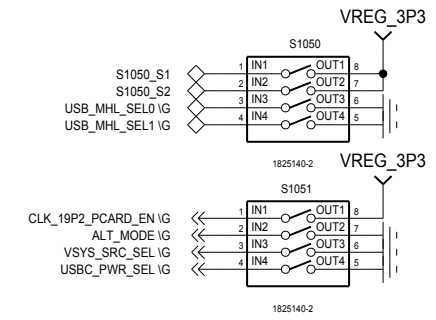 VREG_3P3
S1050
1 IN1 OUT1 8
S1050_S1
2 IN2 OUT2 7
S1050_S2
3 IN3 OUT3 6
USB_MHL_SEL0 \G
4 IN4 OUT4 5
USB_MHL_SEL1 \G
1825140-2
VREG_3P3
S1051
1 IN1 OUT1 8
CLK_19P2_PCARD_EN \G
2 IN2 OUT2 7
ALT_MODE \G
3 IN3 OUT3 6
VSYS_SRC_SEL \G
4 IN4 OUT4 5
USBC_PWR_SEL \G
1825140-2